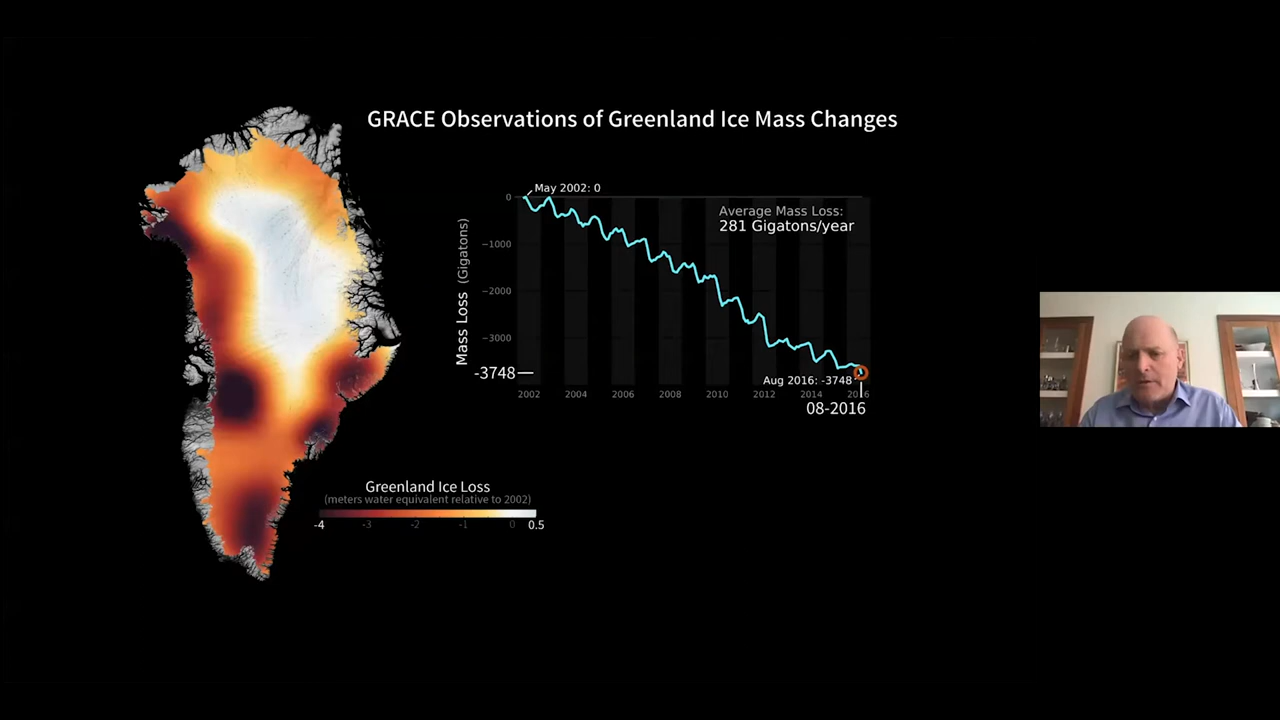 GRACE Observations of Greenland Ice Mass Changes
May 2002: 0
Average Mass Loss:
281 Gigatons/year
Mass Loss (Gigatons)
0
−1000
−2000
−3000
-3748
Aug 2016: -3748
2002 2004 2006 2008 2010 2012 2014 2016
08-2016
Greenland Ice Loss
(meters water equivalent relative to 2002)
-4 -3 -2 -1 0 0.5